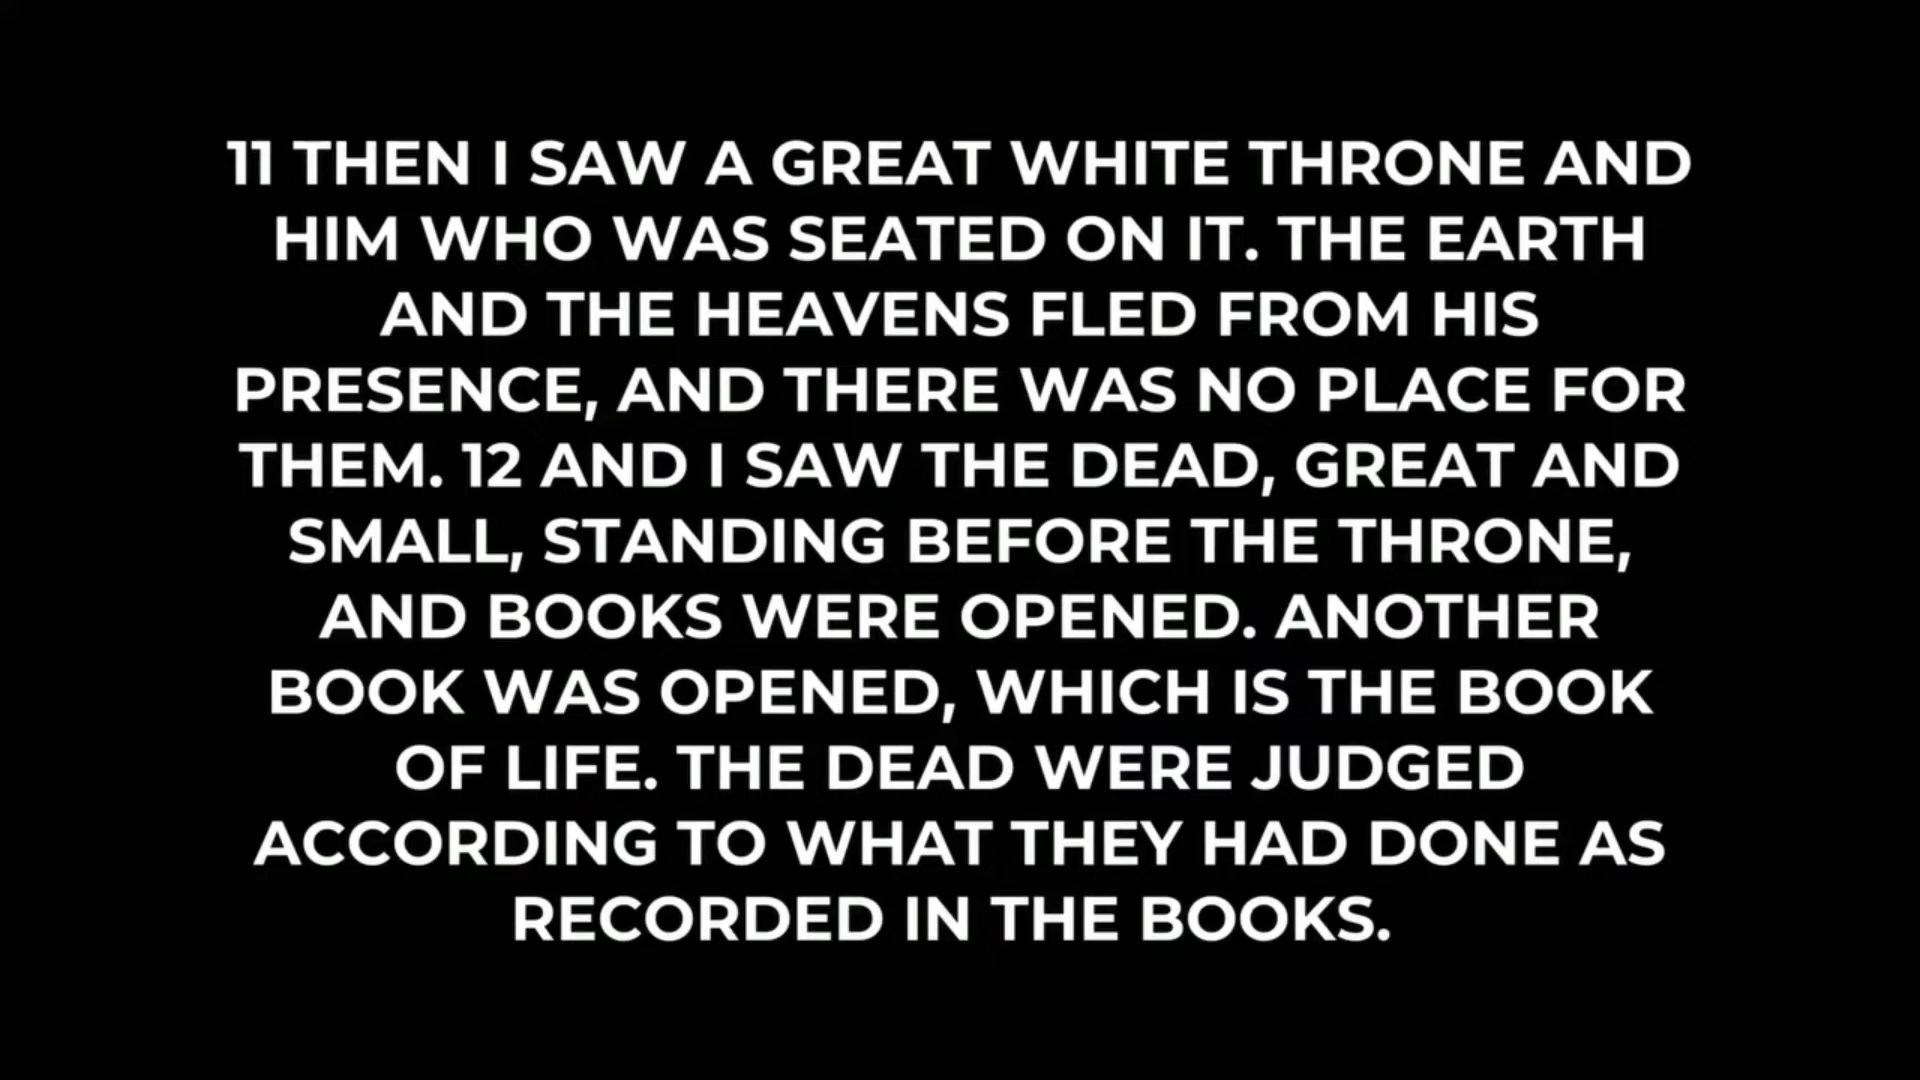 11 THEN I SAW A GREAT WHITE THRONE AND
HIM WHO WAS SEATED ON IT. THE EARTH
AND THE HEAVENS FLED FROM HIS
PRESENCE, AND THERE WAS NO PLACE FOR
THEM. 12 AND I SAW THE DEAD, GREAT AND
SMALL, STANDING BEFORE THE THRONE,
AND BOOKS WERE OPENED. ANOTHER
BOOK WAS OPENED, WHICH IS THE BOOK
OF LIFE. THE DEAD WERE JUDGED
ACCORDING TO WHAT THEY HAD DONE AS
RECORDED IN THE BOOKS.